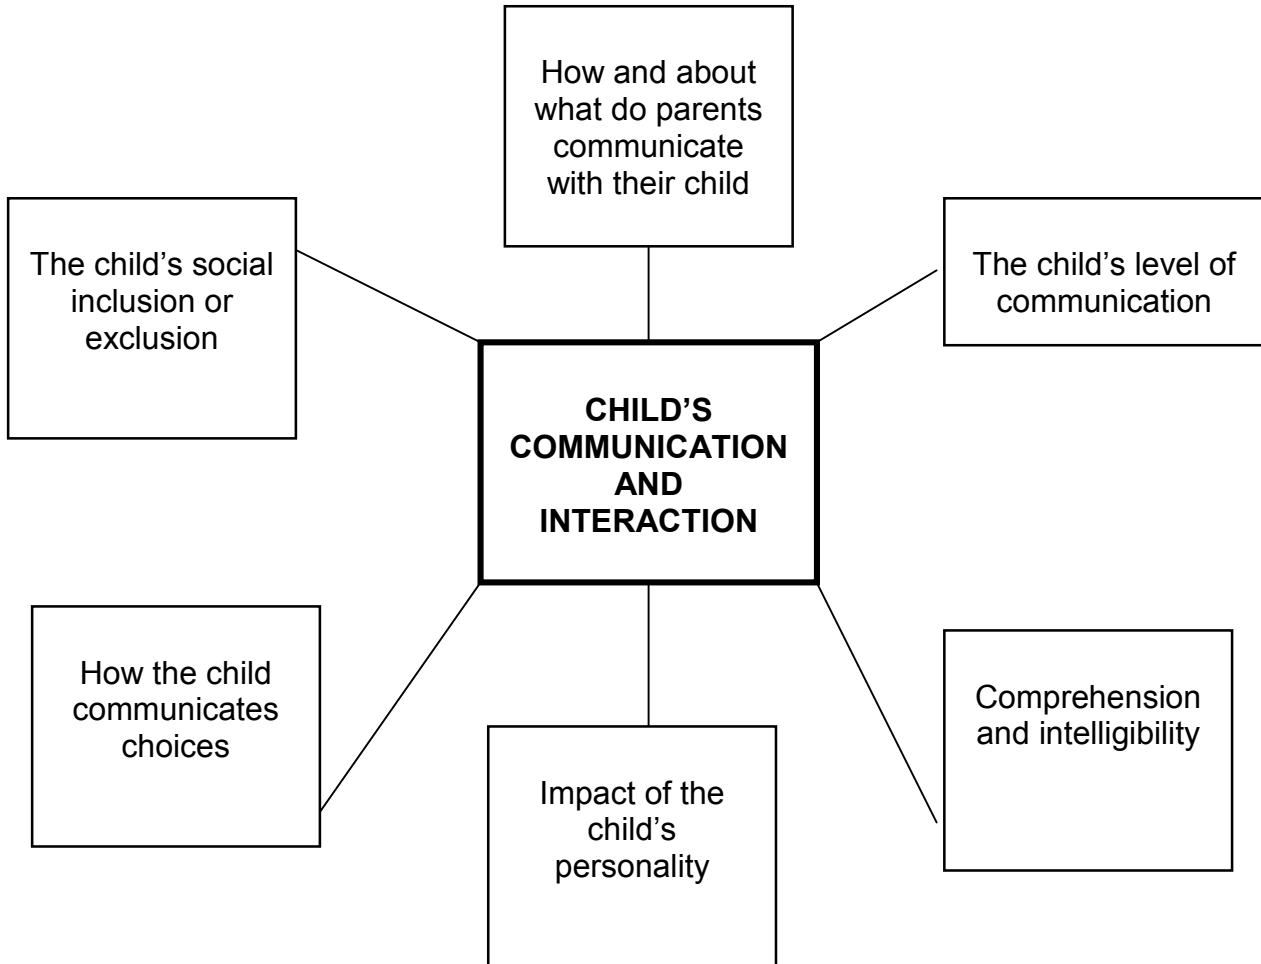 How and about
what do parents
communicate
with their child
The child’s social
inclusion or
exclusion
The child’s level of
communication
CHILD’S
COMMUNICATION
AND
INTERACTION
How the child
communicates
choices
Comprehension
and intelligibility
Impact of the
child’s
personality